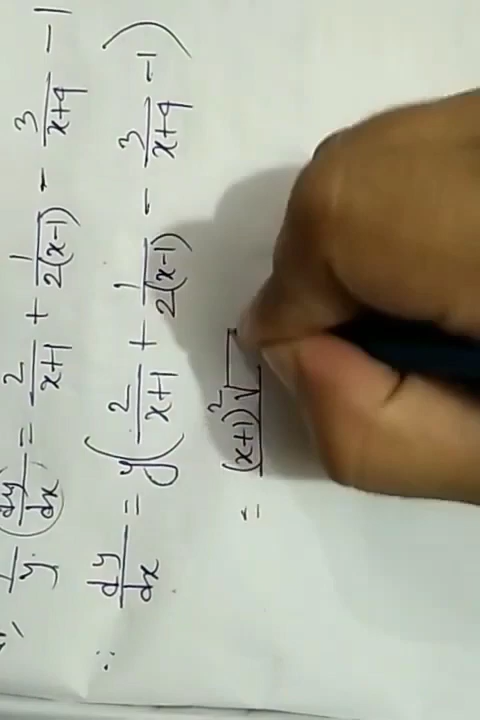 1/y (dy/dx) = 2/(x+1) + 1/(2(x-1)) - 3/(x+4) - 1
∴ dy/dx = y(2/(x+1) + 1/(2(x-1)) - 3/(x+4) - 1)
= (x+1)²√